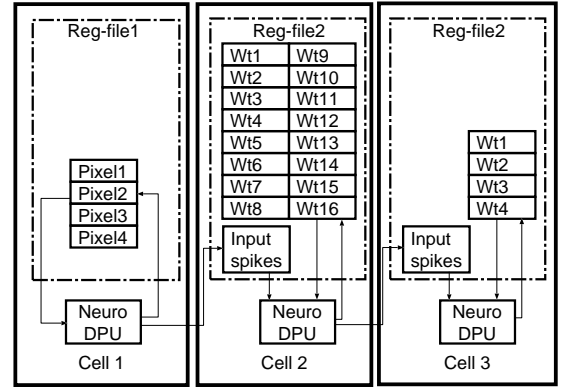 Reg-file1
Pixel1
Pixel2
Pixel3
Pixel4
Neuro
DPU
Cell 1
Reg-file2
Wt1 Wt9
Wt2 Wt10
Wt3 Wt11
Wt4 Wt12
Wt5 Wt13
Wt6 Wt14
Wt7 Wt15
Wt8 Wt16
Input
spikes
Neuro
DPU
Cell 2
Reg-file2
Wt1
Wt2
Wt3
Wt4
Input
spikes
Neuro
DPU
Cell 3